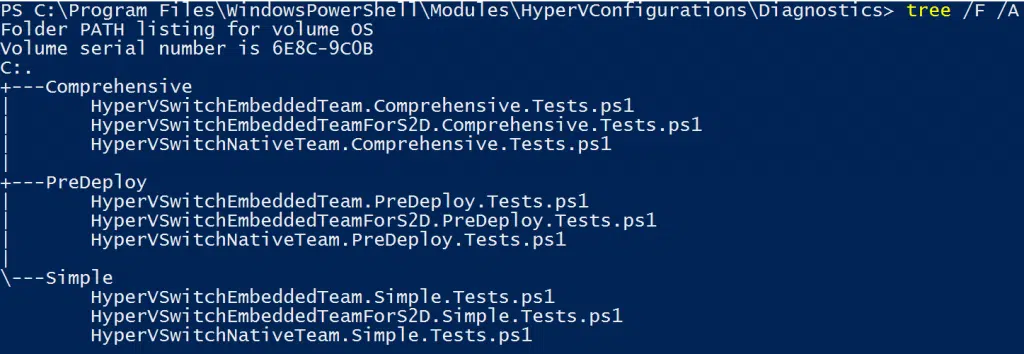 PS C:\Program Files\WindowsPowerShell\Modules\HyperVConfigurations\Diagnostics> tree /F /A
Folder PATH listing for volume OS
Volume serial number is 6E8C-9C0B
C:.
+---Comprehensive
|       HyperVSwitchEmbeddedTeam.Comprehensive.Tests.ps1
|       HyperVSwitchEmbeddedTeamForS2D.Comprehensive.Tests.ps1
|       HyperVSwitchNativeTeam.Comprehensive.Tests.ps1
|
+---PreDeploy
|       HyperVSwitchEmbeddedTeam.PreDeploy.Tests.ps1
|       HyperVSwitchEmbeddedTeamForS2D.PreDeploy.Tests.ps1
|       HyperVSwitchNativeTeam.PreDeploy.Tests.ps1
|
\---Simple
        HyperVSwitchEmbeddedTeam.Simple.Tests.ps1
        HyperVSwitchEmbeddedTeamForS2D.Simple.Tests.ps1
        HyperVSwitchNativeTeam.Simple.Tests.ps1